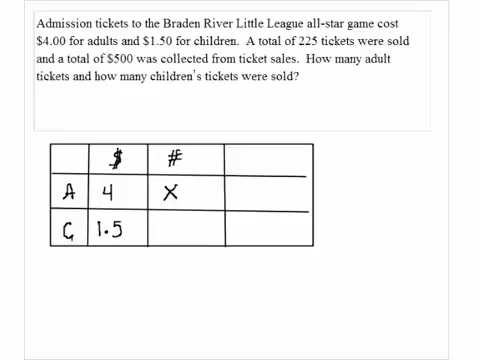 Admission tickets to the Braden River Little League all-star game cost
$4.00 for adults and $1.50 for children.  A total of 225 tickets were sold
and a total of $500 was collected from ticket sales.  How many adult
tickets and how many children's tickets were sold?
$ #
A 4 X
C 1.5